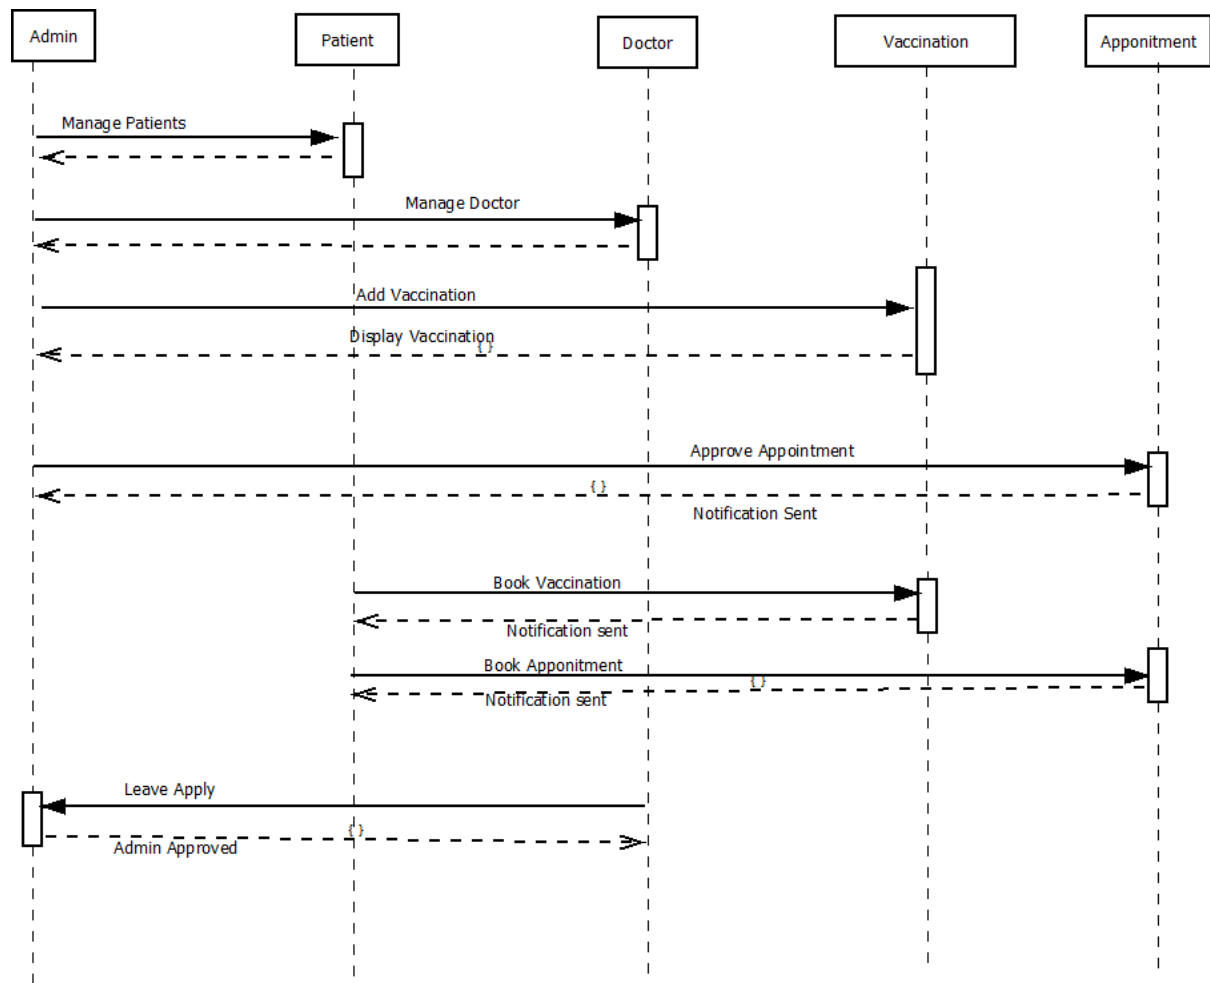 Admin
Patient
Doctor
Vaccination
Apponitment
Manage Patients
Manage Doctor
Add Vaccination
Display Vaccination
{ }
Approve Appointment
{ }
Notification Sent
Book Vaccination
Notification sent
Book Apponitment
{ }
Notification sent
Leave Apply
{ }
Admin Approved